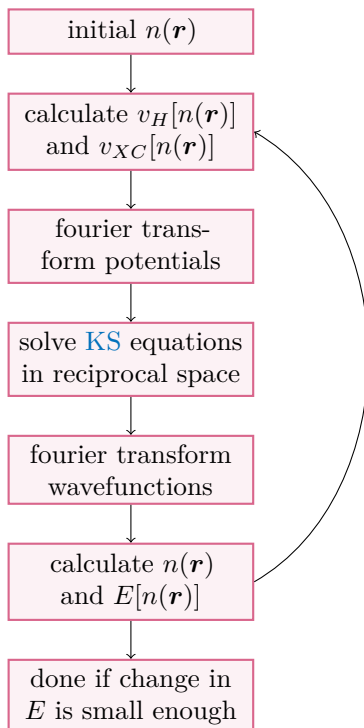 initial n(r)
calculate v_H[n(r)]
and v_XC[n(r)]
fourier trans-
form potentials
solve KS equations
in reciprocal space
fourier transform
wavefunctions
calculate n(r)
and E[n(r)]
done if change in
E is small enough